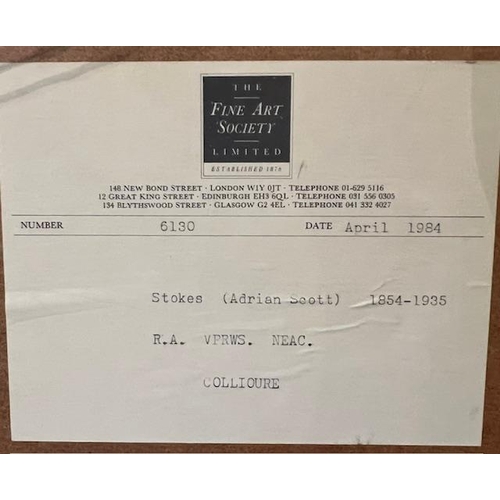 THE
FINE ART
SOCIETY
LIMITED
ESTABLISHED 1876
148 NEW BOND STREET · LONDON W1Y 0JT · TELEPHONE 01-629 5116
12 GREAT KING STREET · EDINBURGH EH3 6QL · TELEPHONE 031 556 0305
134 BLYTHSWOOD STREET · GLASGOW G2 4EL · TELEPHONE 041 332 4027
NUMBER 6130 DATE April 1984
Stokes (Adrian Scott) 1854-1935
R.A. VPRWS. NEAC.
COLLIOURE